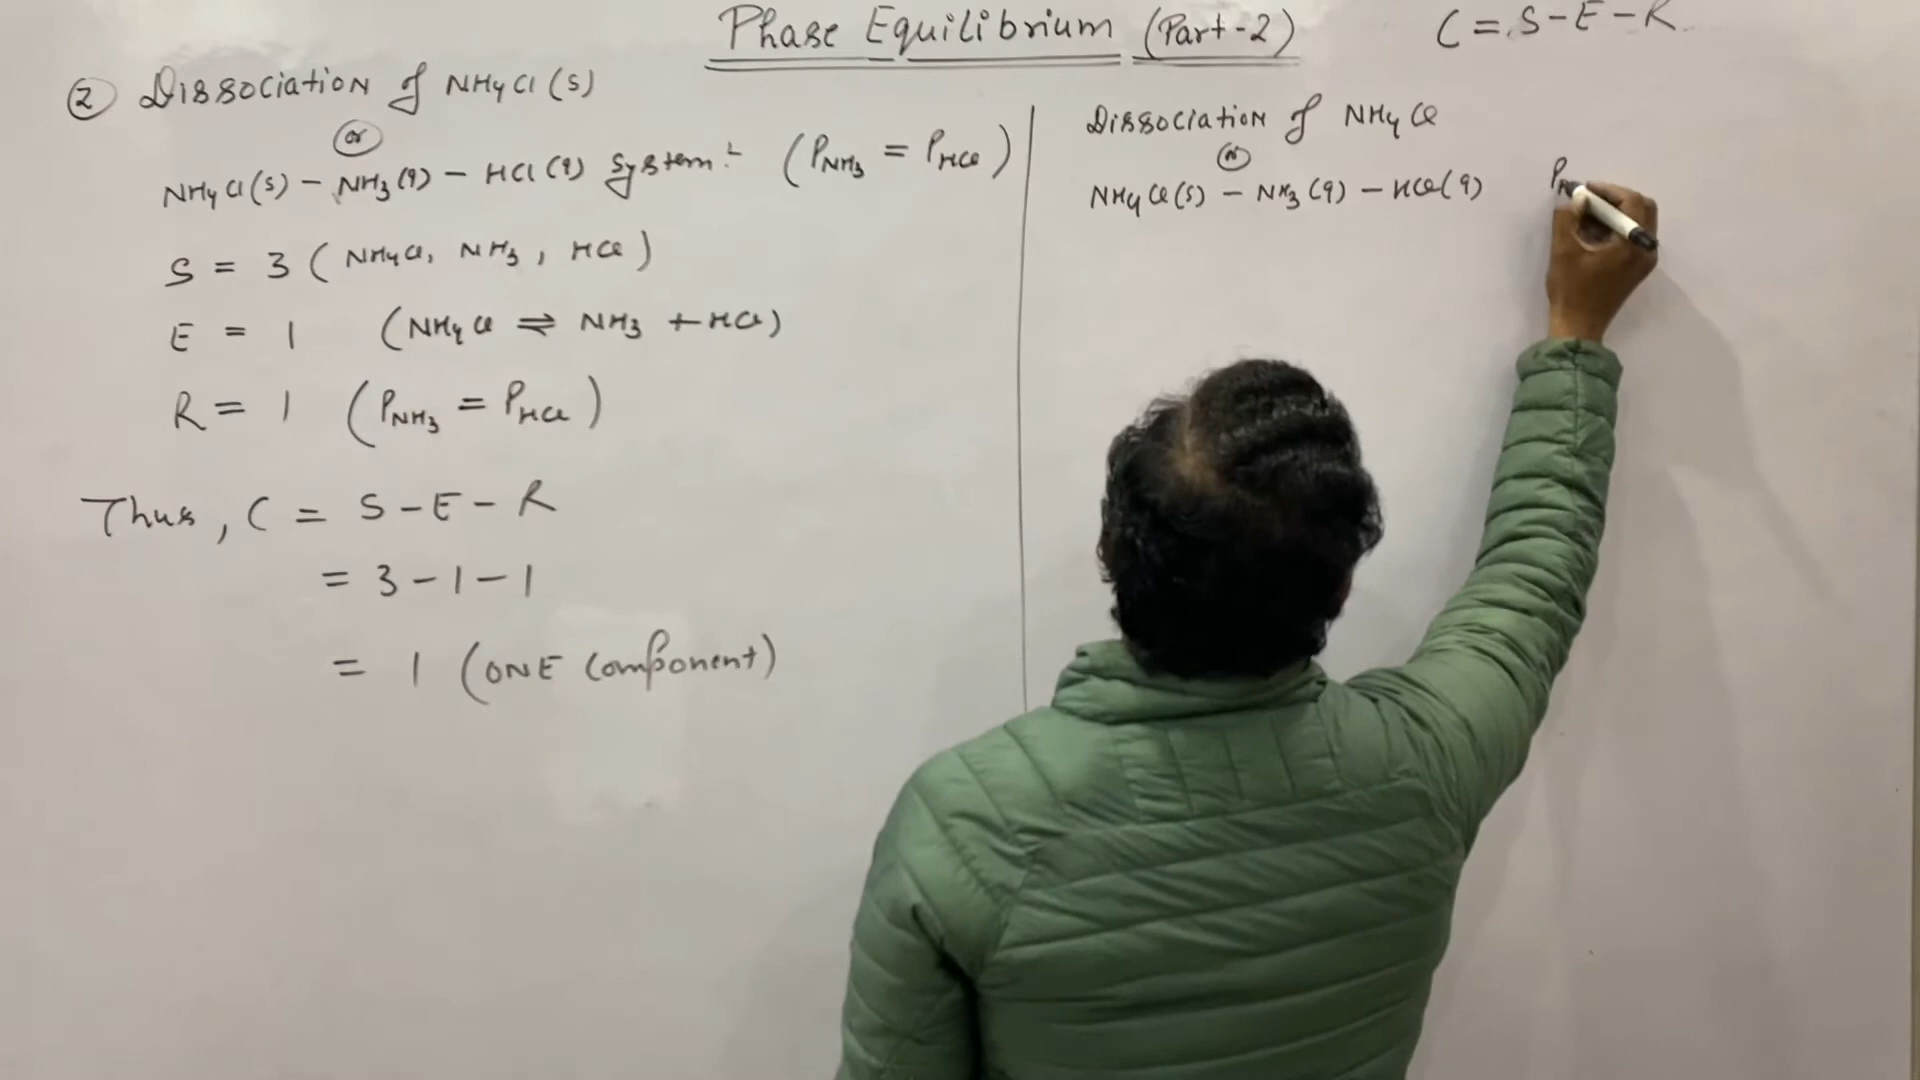 Phase Equilibrium (Part-2)
C = S - E - R
② Dissociation of NH4Cl (s)
or
NH4Cl(s) - NH3(g) - HCl(g) System:- (PNH3 = PHCl)
S = 3 (NH4Cl, NH3, HCl)
E = 1 (NH4Cl ⇌ NH3 + HCl)
R = 1 (PNH3 = PHCl)
Thus, C = S - E - R
= 3 - 1 - 1
= 1 (ONE Component)
Dissociation of NH4Cl
or
NH4Cl(s) - NH3(g) - HCl(g) P